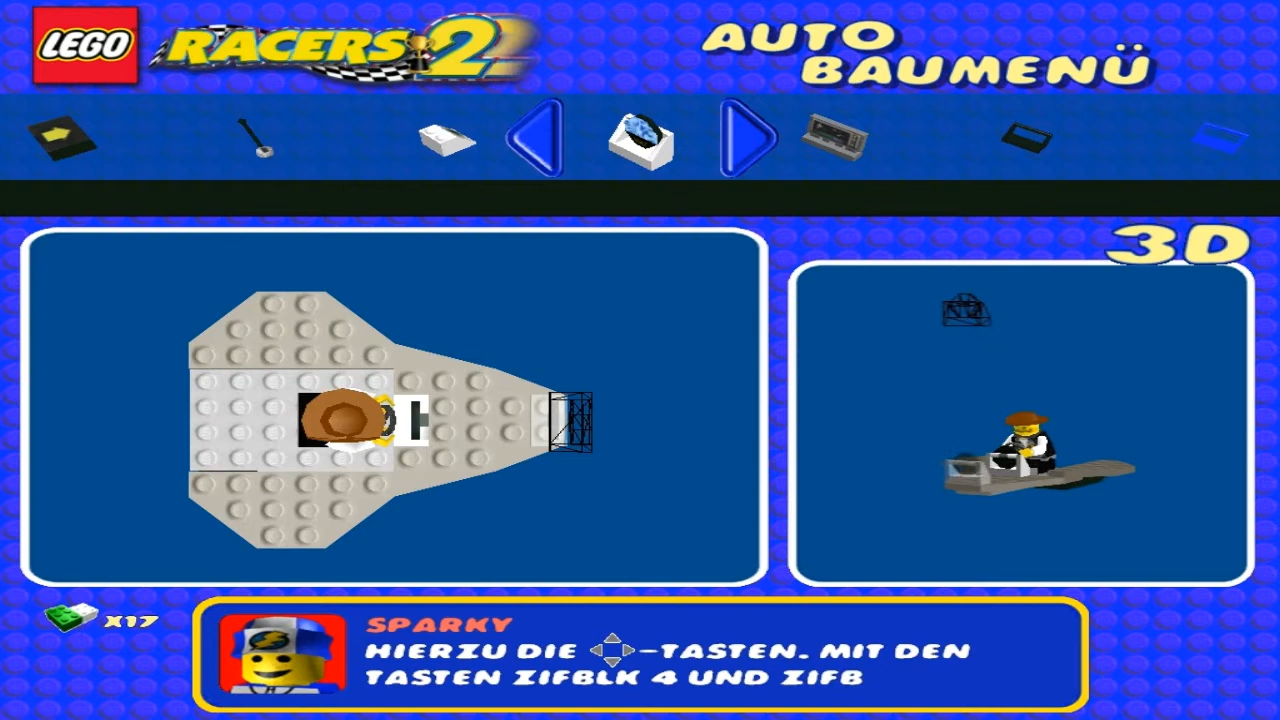 LEGO
RACERS 2
AUTO
BAUMENÜ
3D
X17
SPARKY
HIERZU DIE -TASTEN. MIT DEN
TASTEN ZIFBLK 4 UND ZIFB